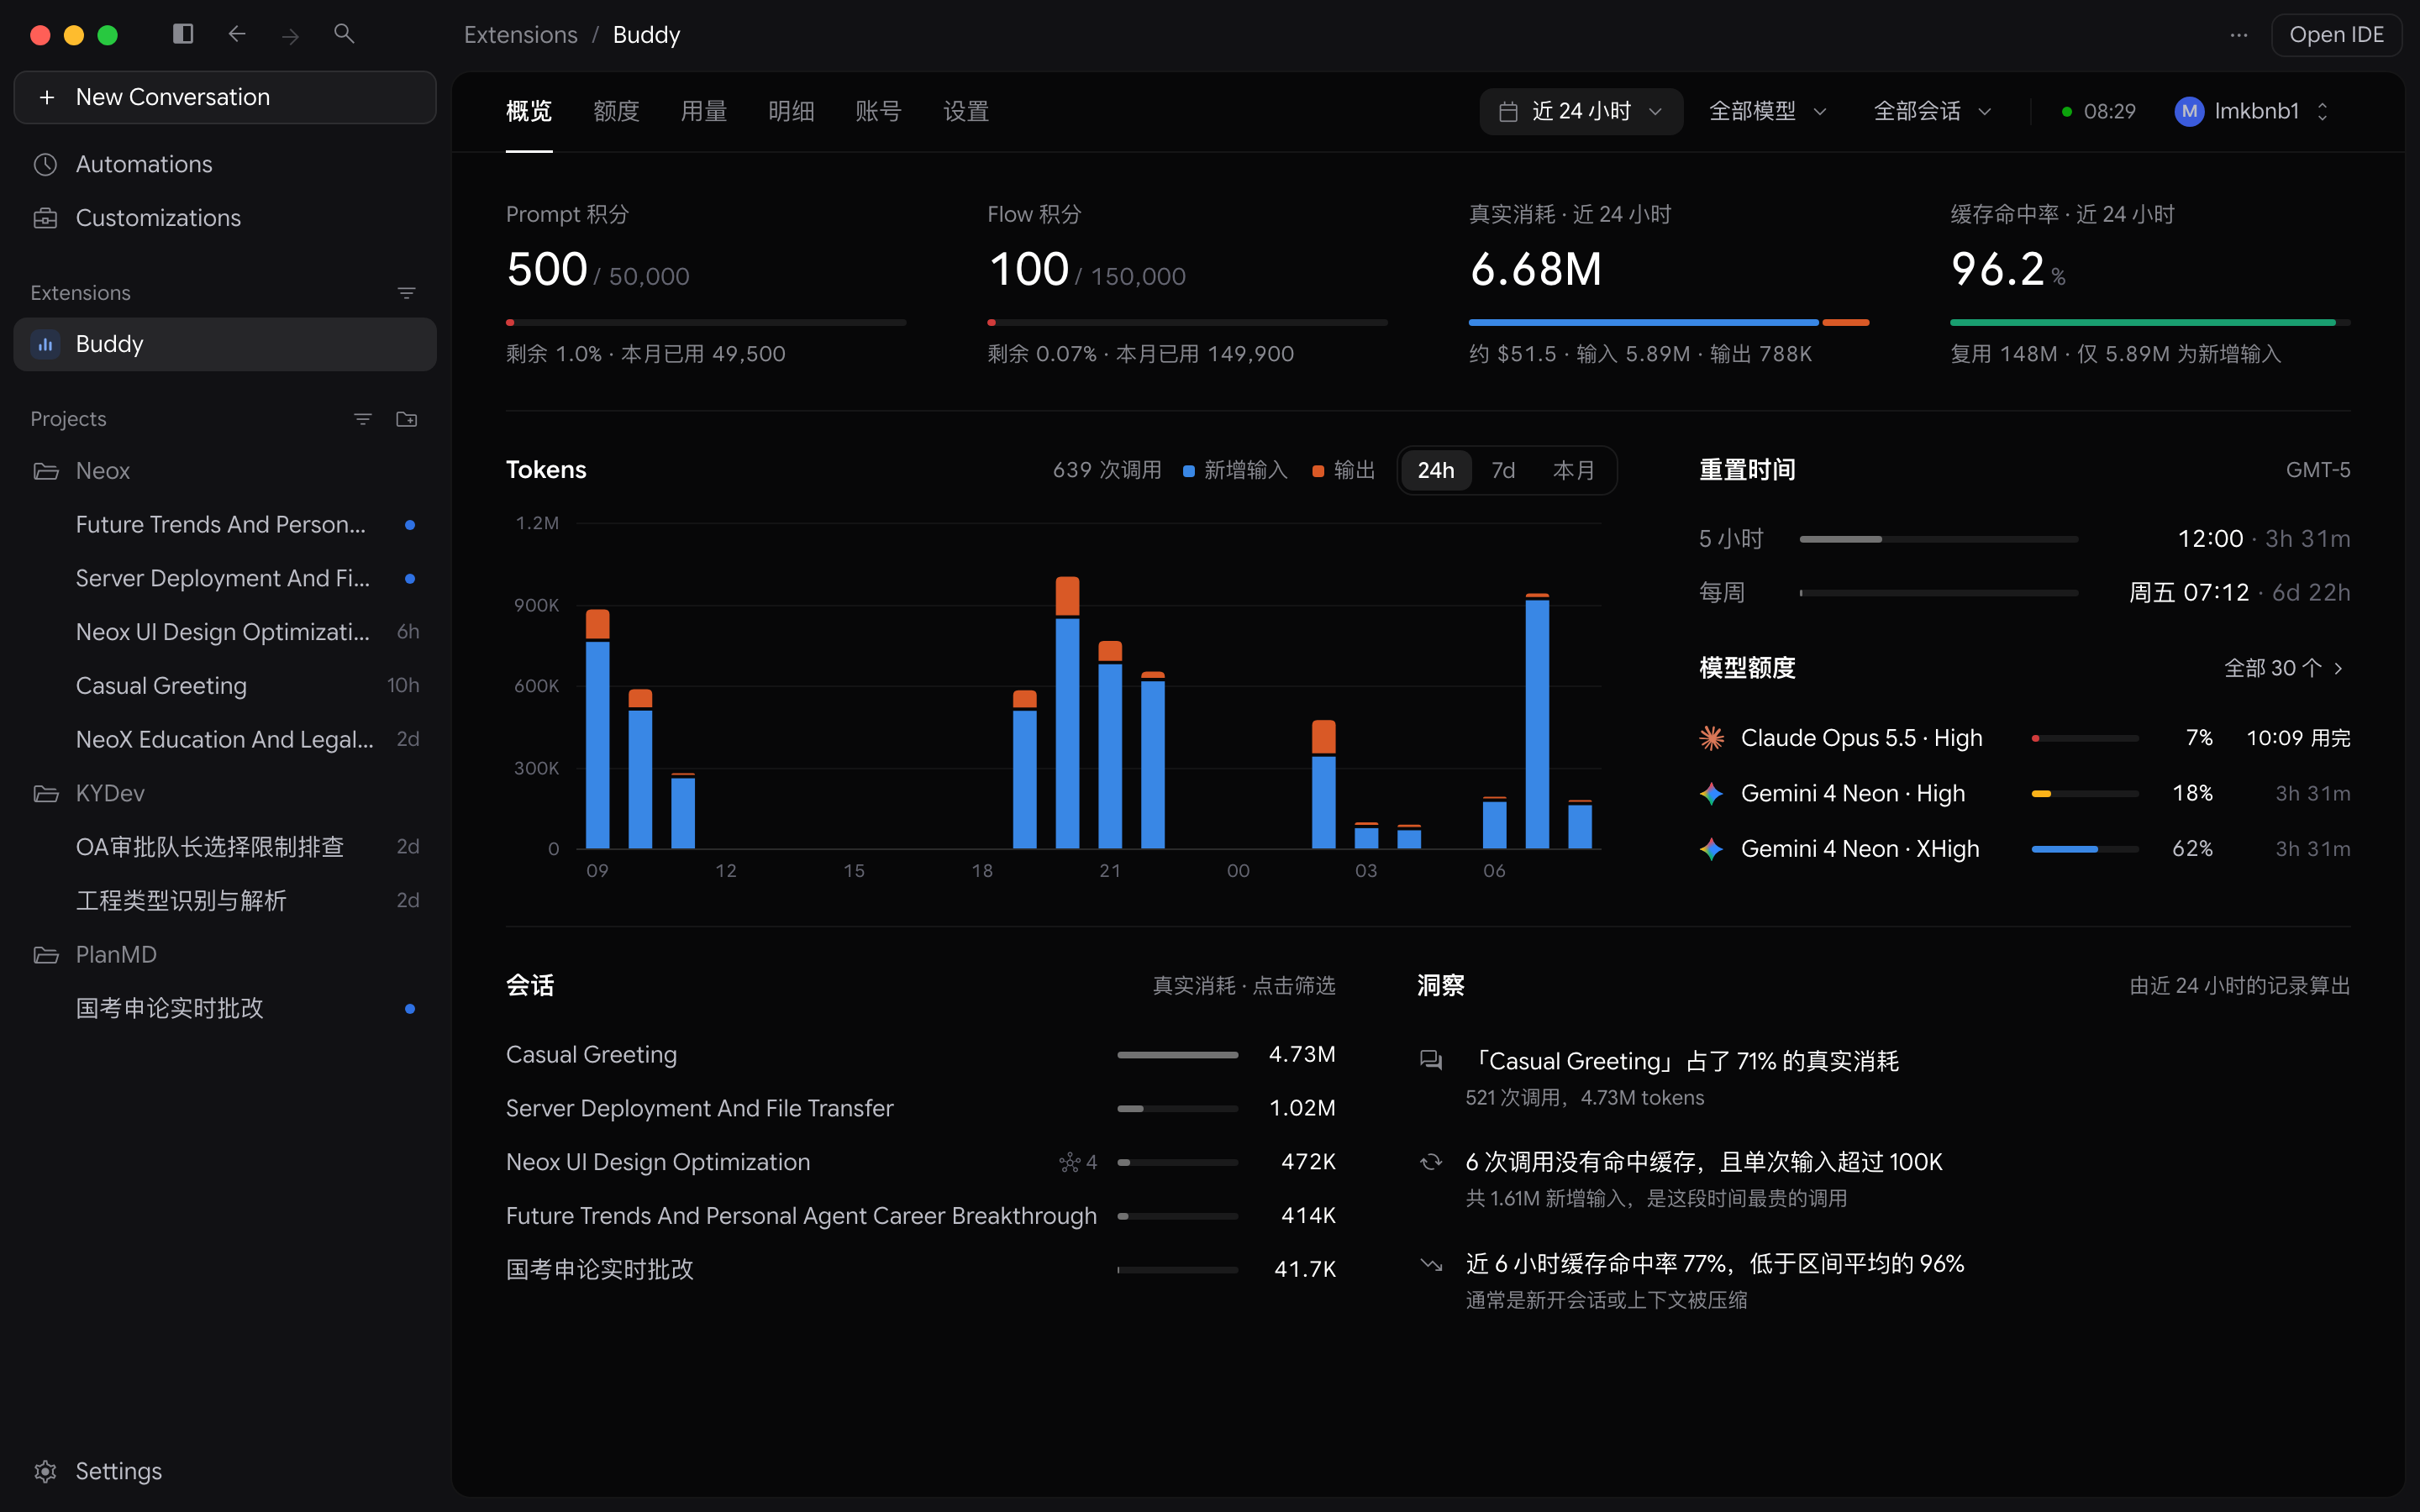 Extensions / Buddy
··· Open IDE
+ New Conversation
Automations
Customizations
Extensions
Buddy
Projects
Neox
Future Trends And Person...
Server Deployment And Fi...
Neox UI Design Optimizati... 6h
Casual Greeting 10h
NeoX Education And Legal... 2d
KYDev
OA审批队长选择限制排查 2d
工程类型识别与解析 2d
PlanMD
国考申论实时批改
Settings
概览 额度 用量 明细 账号 设置
近 24 小时 全部模型 全部会话 08:29 M lmkbnb1
Prompt 积分
500 / 50,000
剩余 1.0% · 本月已用 49,500
Flow 积分
100 / 150,000
剩余 0.07% · 本月已用 149,900
真实消耗 · 近 24 小时
6.68M
约 $51.5 · 输入 5.89M · 输出 788K
缓存命中率 · 近 24 小时
96.2 %
复用 148M · 仅 5.89M 为新增输入
Tokens 639 次调用 新增输入 输出 24h 7d 本月
1.2M
900K
600K
300K
0
09 12 15 18 21 00 03 06
重置时间 GMT-5
5 小时 12:00 · 3h 31m
每周 周五 07:12 · 6d 22h
模型额度 全部 30 个
Claude Opus 5.5 · High 7% 10:09 用完
Gemini 4 Neon · High 18% 3h 31m
Gemini 4 Neon · XHigh 62% 3h 31m
会话 真实消耗 · 点击筛选
Casual Greeting 4.73M
Server Deployment And File Transfer 1.02M
Neox UI Design Optimization 4 472K
Future Trends And Personal Agent Career Breakthrough 414K
国考申论实时批改 41.7K
洞察 由近 24 小时的记录算出
「Casual Greeting」占了 71% 的真实消耗
521 次调用，4.73M tokens
6 次调用没有命中缓存，且单次输入超过 100K
共 1.61M 新增输入，是这段时间最贵的调用
近 6 小时缓存命中率 77%，低于区间平均的 96%
通常是新开会话或上下文被压缩